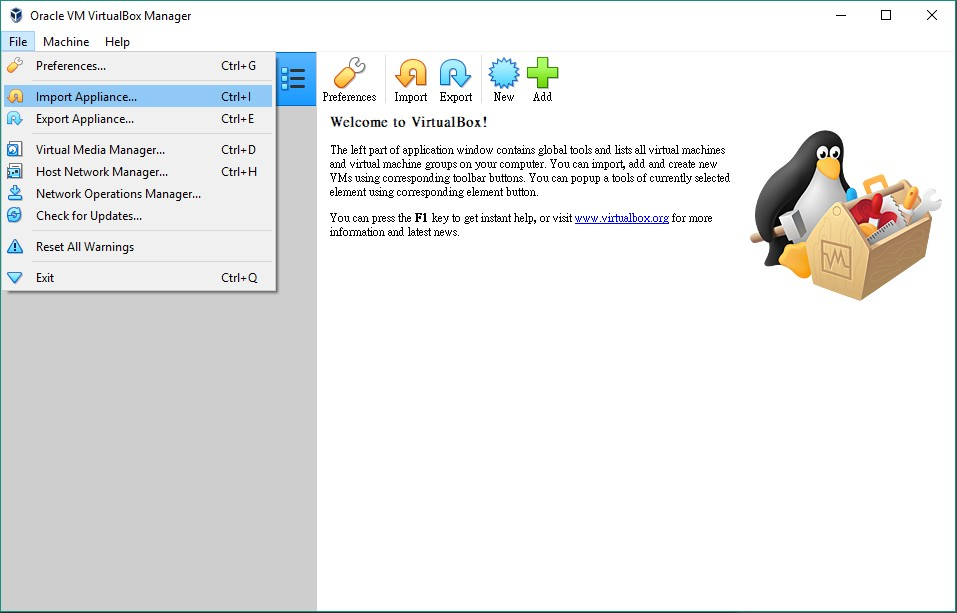 Oracle VM VirtualBox Manager
File Machine Help
Preferences... Ctrl+G
Import Appliance... Ctrl+I
Export Appliance... Ctrl+E
Virtual Media Manager... Ctrl+D
Host Network Manager... Ctrl+H
Network Operations Manager...
Check for Updates...
Reset All Warnings
Exit Ctrl+Q
Preferences Import Export New Add
Welcome to VirtualBox!
The left part of application window contains global tools and lists all virtual machines
and virtual machine groups on your computer. You can import, add and create new
VMs using corresponding toolbar buttons. You can popup a tools of currently selected
element using corresponding element button.
You can press the F1 key to get instant help, or visit www.virtualbox.org for more
information and latest news.